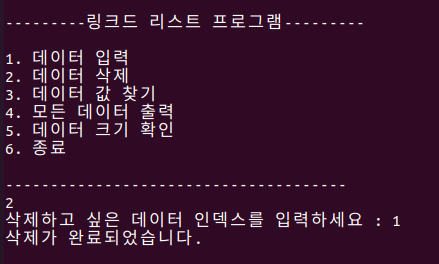 ---------링크드 리스트 프로그램---------
1. 데이터 입력
2. 데이터 삭제
3. 데이터 값 찾기
4. 모든 데이터 출력
5. 데이터 크기 확인
6. 종료
--------------------------------------
2
삭제하고 싶은 데이터 인덱스를 입력하세요 : 1
삭제가 완료되었습니다.